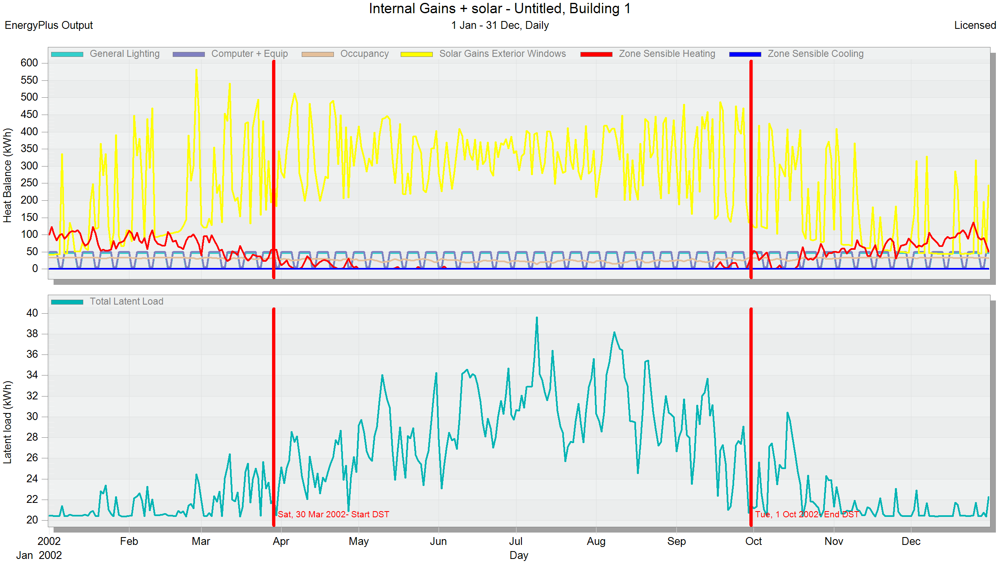 Internal Gains + solar - Untitled, Building 1
EnergyPlus Output
1 Jan - 31 Dec, Daily
Licensed
General Lighting
Computer + Equip
Occupancy
Solar Gains Exterior Windows
Zone Sensible Heating
Zone Sensible Cooling
600
550
500
450
400
350
300
250
200
150
100
50
0
Heat Balance (kWh)
Total Latent Load
40
38
36
34
32
30
28
26
24
22
20
Latent load (kWh)
Sat, 30 Mar 2002- Start DST
Tue, 1 Oct 2002- End DST
2002 Feb Mar Apr May Jun Jul Aug Sep Oct Nov Dec
Jan 2002
Day